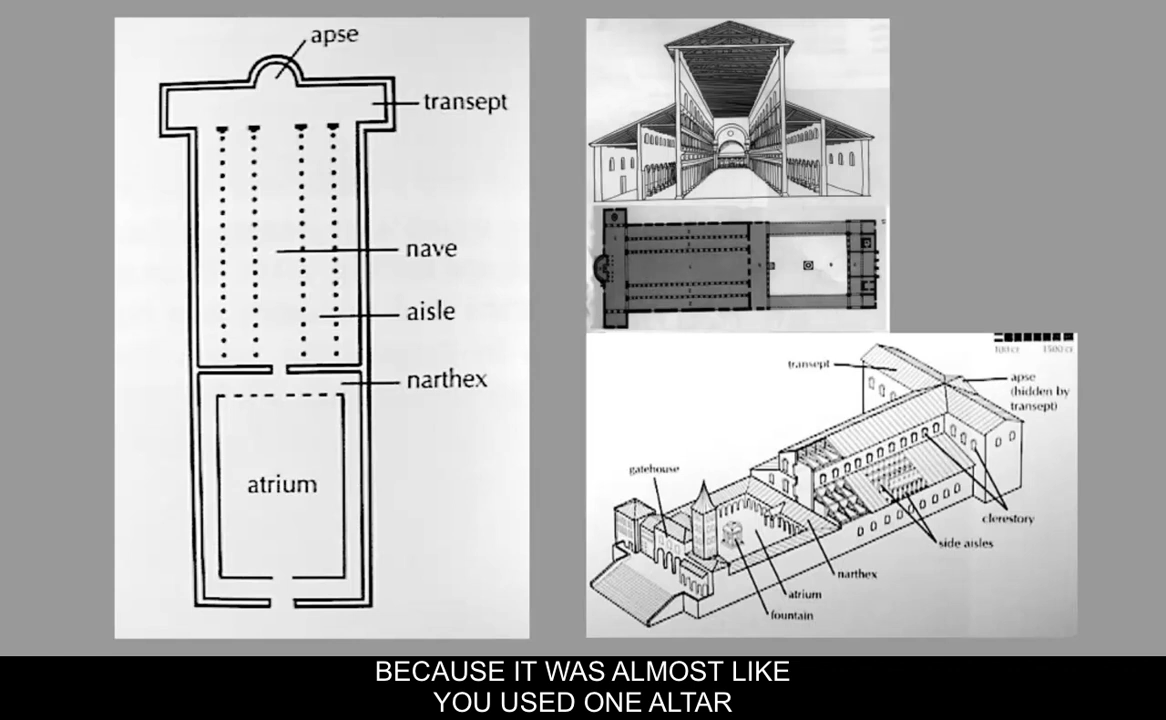 apse
transept
nave
aisle
narthex
atrium
transept
apse
(hidden by
transept)
gatehouse
clerestory
side aisles
narthex
atrium
fountain
BECAUSE IT WAS ALMOST LIKE
YOU USED ONE ALTAR